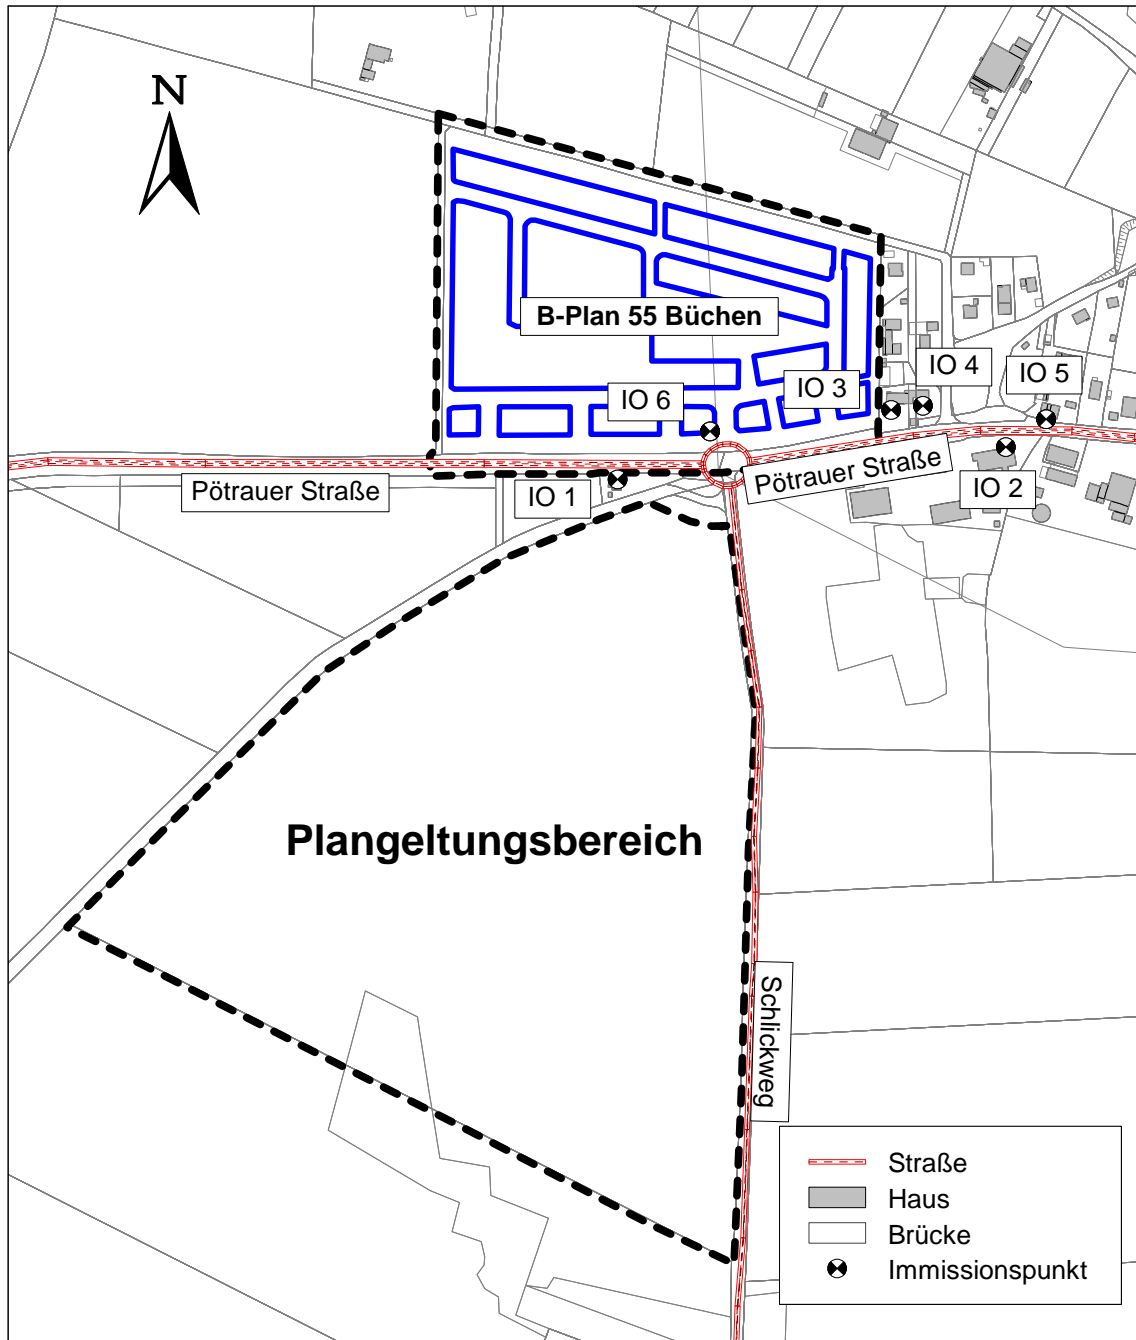 N
B-Plan 55 Büchen
IO 4
IO 5
IO 3
IO 6
Pötrauer Straße
Pötrauer Straße
IO 1
IO 2
Plangeltungsbereich
Schlickweg
Straße
Haus
Brücke
Immissionspunkt